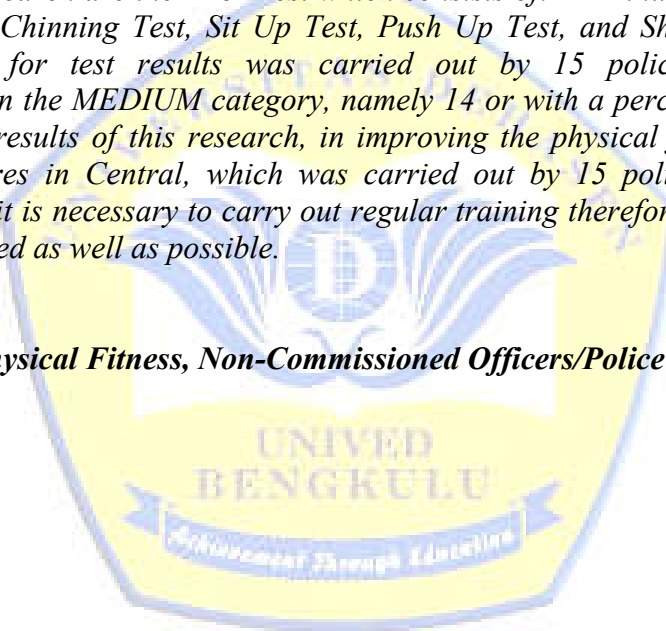 Chinning Test, Sit Up Test, Push Up Test, and Sh
for test results was carried out by 15 polic
n the MEDIUM category, namely 14 or with a perc
results of this research, in improving the physical
res in Central, which was carried out by 15 poli
it is necessary to carry out regular training therefor
ed as well as possible.
hysical Fitness, Non-Commissioned Officers/Police
UNIVED
BENGKULU
Achievement Through Education